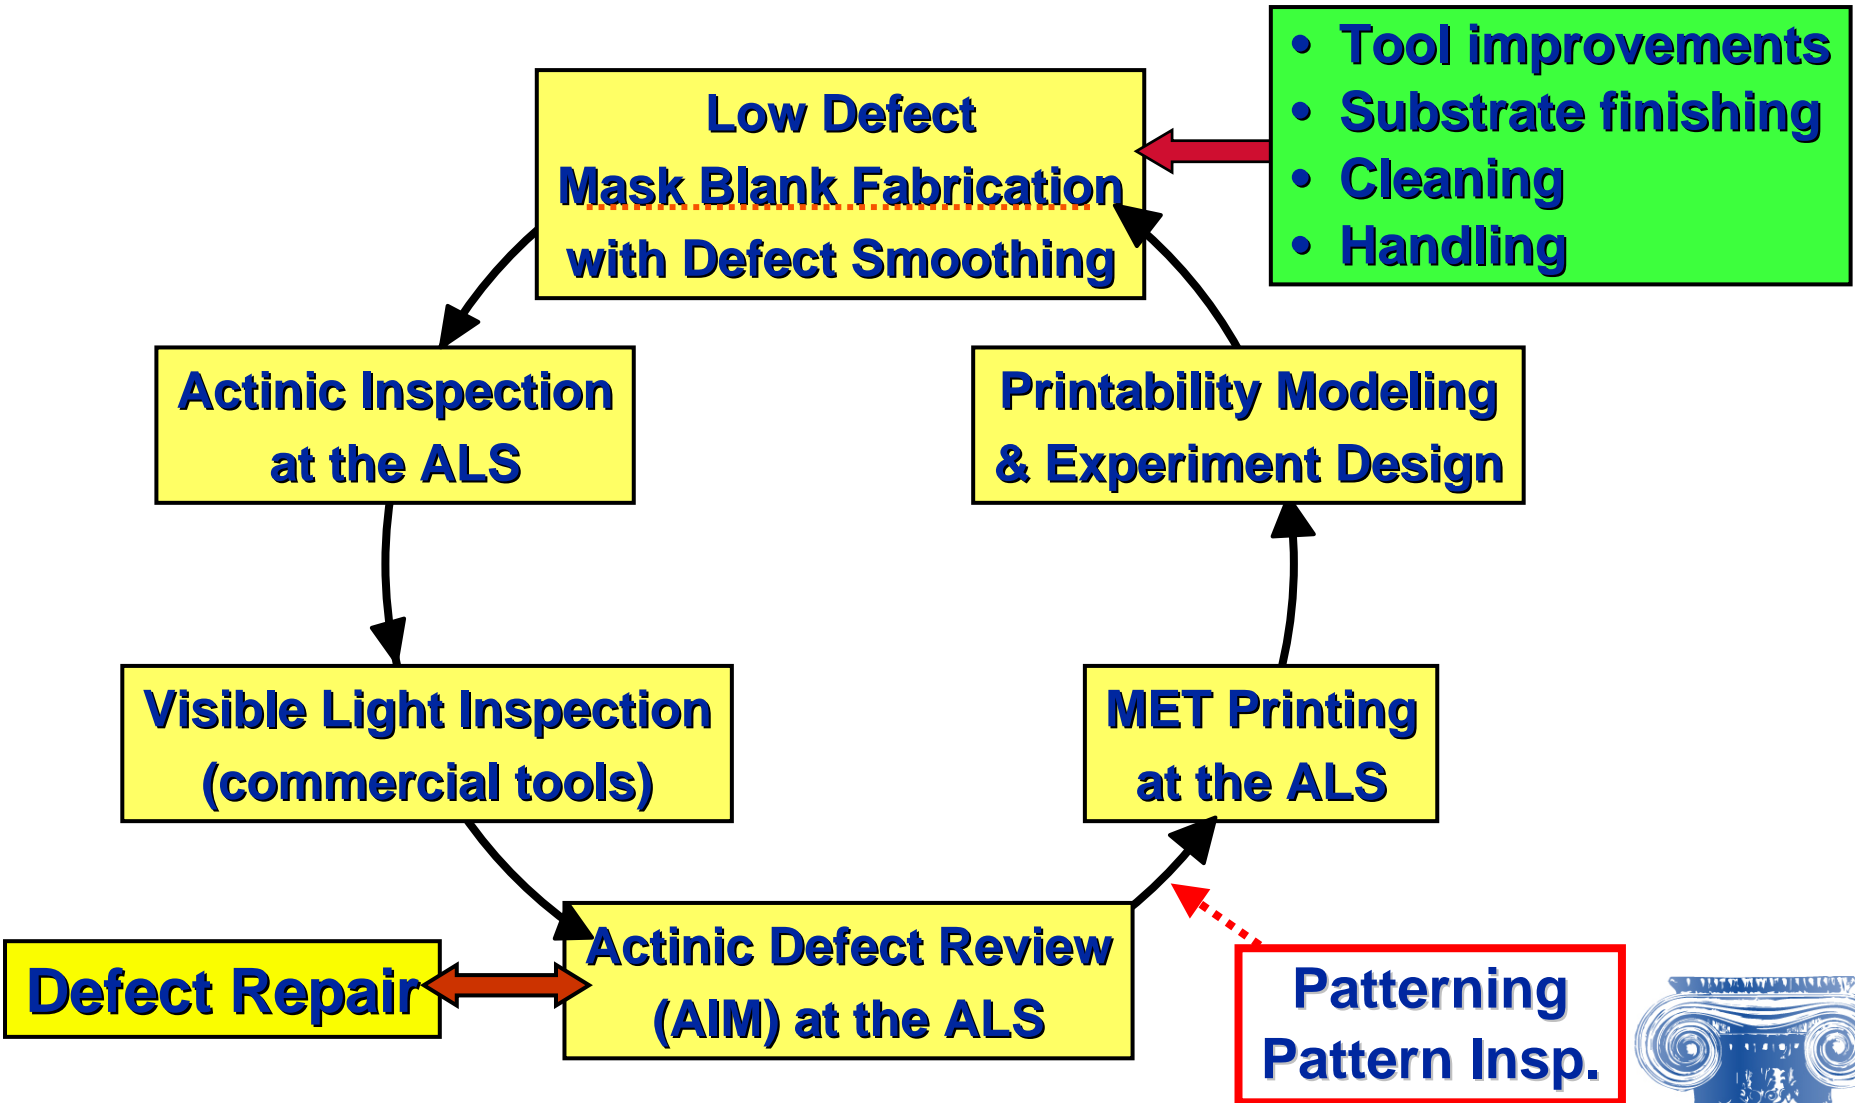 Low Defect
Mask Blank Fabrication
with Defect Smoothing
• Tool improvements
• Substrate finishing
• Cleaning
• Handling
Actinic Inspection
at the ALS
Printability Modeling
& Experiment Design
Visible Light Inspection
(commercial tools)
MET Printing
at the ALS
Defect Repair
Actinic Defect Review
(AIM) at the ALS
Patterning
Pattern Insp.